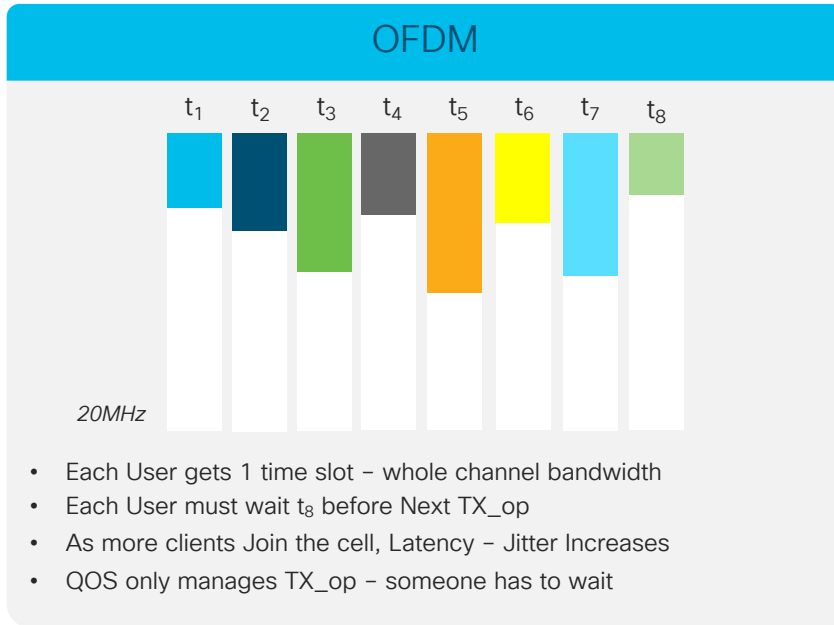 OFDM
t₁ t₂ t₃ t₄ t₅ t₆ t₇ t₈
20MHz
• Each User gets 1 time slot – whole channel bandwidth
• Each User must wait t₈ before Next TX_op
• As more clients Join the cell, Latency – Jitter Increases
• QOS only manages TX_op – someone has to wait